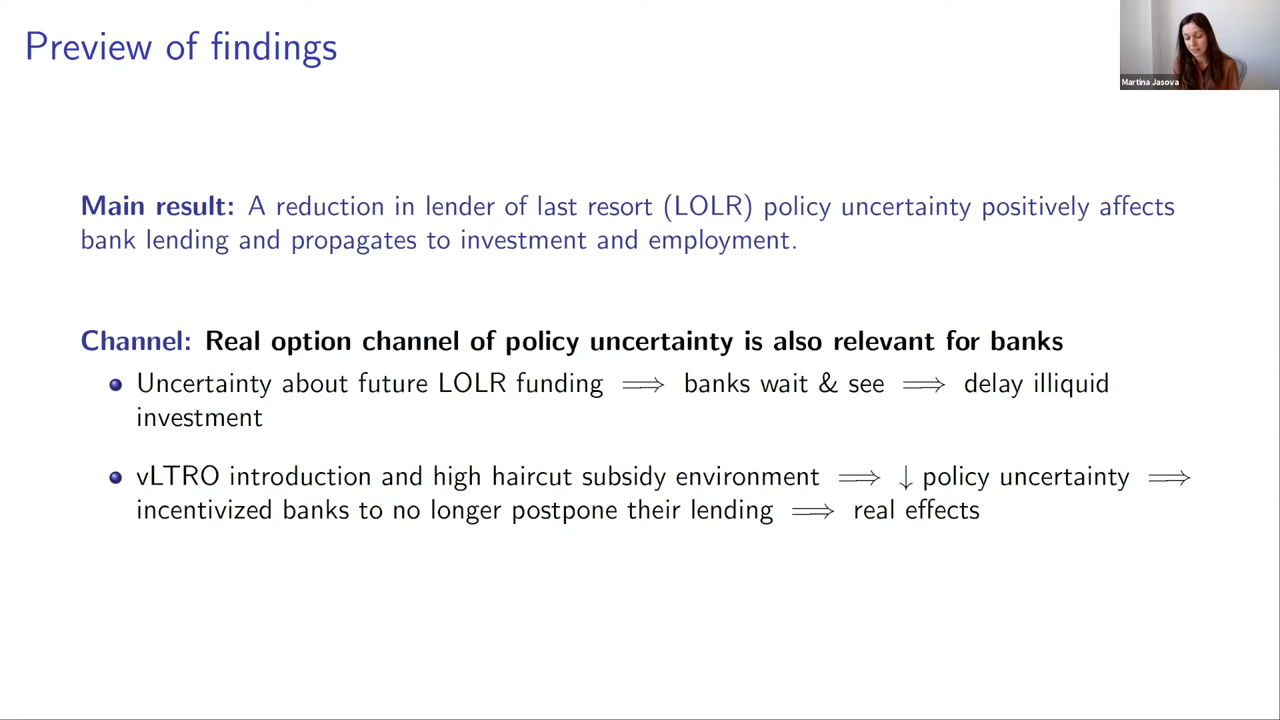 Preview of findings
Martina Jasova
Main result: A reduction in lender of last resort (LOLR) policy uncertainty positively affects
bank lending and propagates to investment and employment.
Channel: Real option channel of policy uncertainty is also relevant for banks
Uncertainty about future LOLR funding ⟹ banks wait & see ⟹ delay illiquid
investment
vLTRO introduction and high haircut subsidy environment ⟹ ↓ policy uncertainty ⟹
incentivized banks to no longer postpone their lending ⟹ real effects